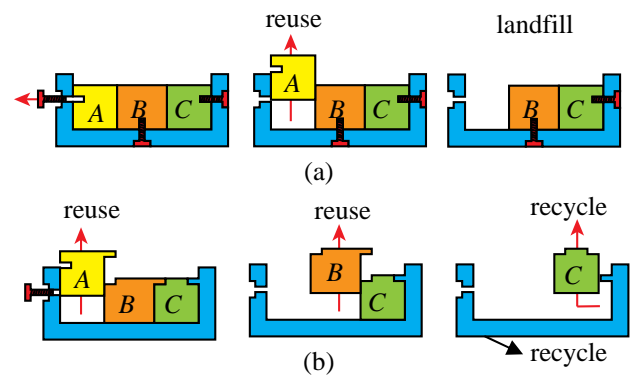 reuse landfill
A B C A B C B C
(a)
reuse reuse recycle
A B C B C C
recycle
(b)